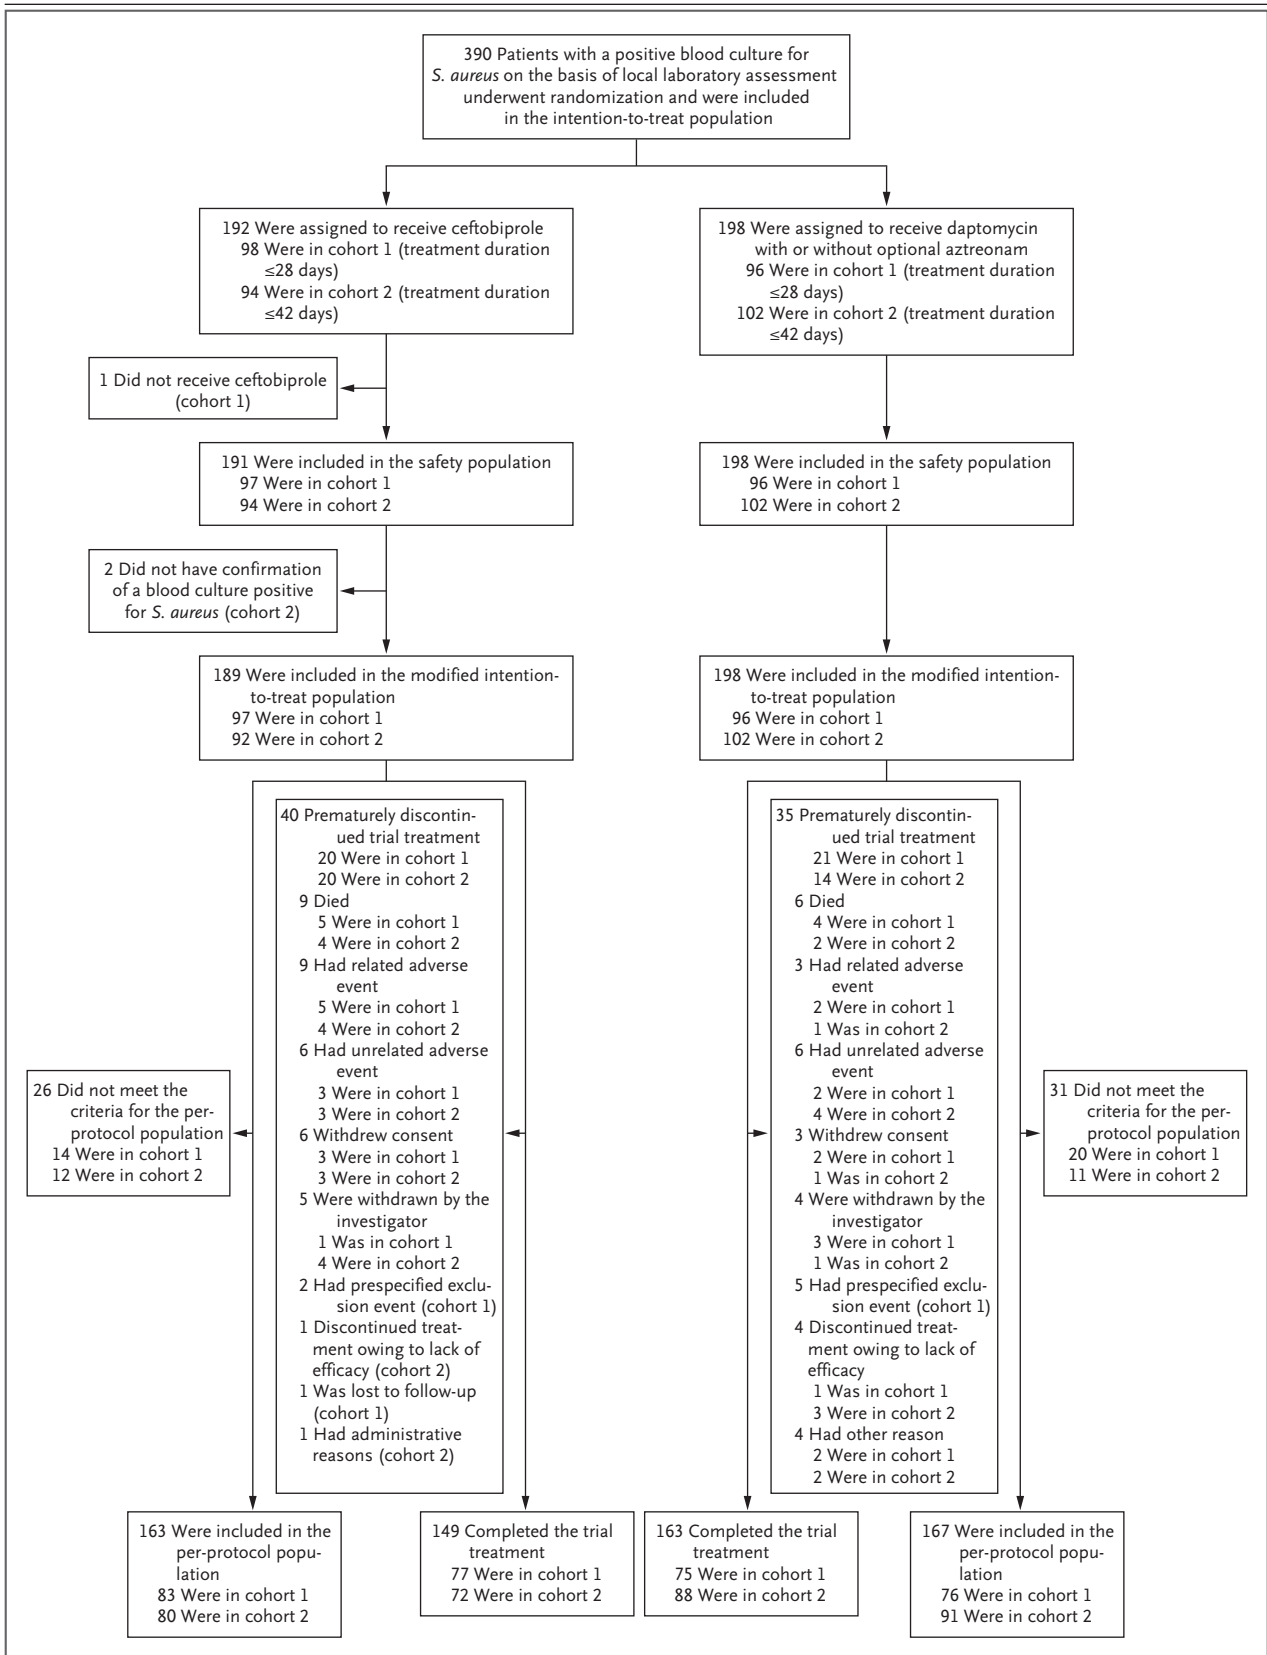 390 Patients with a positive blood culture for
S. aureus on the basis of local laboratory assessment
underwent randomization and were included
in the intention-to-treat population
192 Were assigned to receive ceftobiprole
98 Were in cohort 1 (treatment duration
≤28 days)
94 Were in cohort 2 (treatment duration
≤42 days)
198 Were assigned to receive daptomycin
with or without optional aztreonam
96 Were in cohort 1 (treatment duration
≤28 days)
102 Were in cohort 2 (treatment duration
≤42 days)
1 Did not receive ceftobiprole
(cohort 1)
191 Were included in the safety population
97 Were in cohort 1
94 Were in cohort 2
198 Were included in the safety population
96 Were in cohort 1
102 Were in cohort 2
2 Did not have confirmation
of a blood culture positive
for S. aureus (cohort 2)
189 Were included in the modified intention-
to-treat population
97 Were in cohort 1
92 Were in cohort 2
198 Were included in the modified intention-
to-treat population
96 Were in cohort 1
102 Were in cohort 2
26 Did not meet the
criteria for the per-
protocol population
14 Were in cohort 1
12 Were in cohort 2
40 Prematurely discontin-
ued trial treatment
20 Were in cohort 1
20 Were in cohort 2
9 Died
5 Were in cohort 1
4 Were in cohort 2
9 Had related adverse
event
5 Were in cohort 1
4 Were in cohort 2
6 Had unrelated adverse
event
3 Were in cohort 1
3 Were in cohort 2
6 Withdrew consent
3 Were in cohort 1
3 Were in cohort 2
5 Were withdrawn by the
investigator
1 Was in cohort 1
4 Were in cohort 2
2 Had prespecified exclu-
sion event (cohort 1)
1 Discontinued treat-
ment owing to lack of
efficacy (cohort 2)
1 Was lost to follow-up
(cohort 1)
1 Had administrative
reasons (cohort 2)
35 Prematurely discontin-
ued trial treatment
21 Were in cohort 1
14 Were in cohort 2
6 Died
4 Were in cohort 1
2 Were in cohort 2
3 Had related adverse
event
2 Were in cohort 1
1 Was in cohort 2
6 Had unrelated adverse
event
2 Were in cohort 1
4 Were in cohort 2
3 Withdrew consent
2 Were in cohort 1
1 Was in cohort 2
4 Were withdrawn by the
investigator
3 Were in cohort 1
1 Was in cohort 2
5 Had prespecified exclu-
sion event (cohort 1)
4 Discontinued treat-
ment owing to lack of
efficacy
1 Was in cohort 1
3 Were in cohort 2
4 Had other reason
2 Were in cohort 1
2 Were in cohort 2
31 Did not meet the
criteria for the per-
protocol population
20 Were in cohort 1
11 Were in cohort 2
163 Were included in the
per-protocol popu-
lation
83 Were in cohort 1
80 Were in cohort 2
149 Completed the trial
treatment
77 Were in cohort 1
72 Were in cohort 2
163 Completed the trial
treatment
75 Were in cohort 1
88 Were in cohort 2
167 Were included in the
per-protocol popu-
lation
76 Were in cohort 1
91 Were in cohort 2